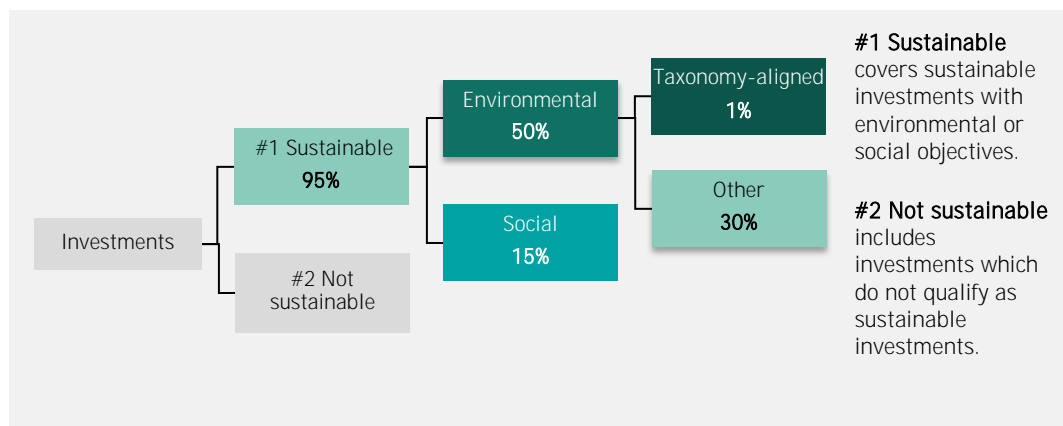 Investments
#1 Sustainable
95%
#2 Not
sustainable
Environmental
50%
Social
15%
Taxonomy-aligned
1%
Other
30%
#1 Sustainable
covers sustainable
investments with
environmental or
social objectives.
#2 Not sustainable
includes
investments which
do not qualify as
sustainable
investments.